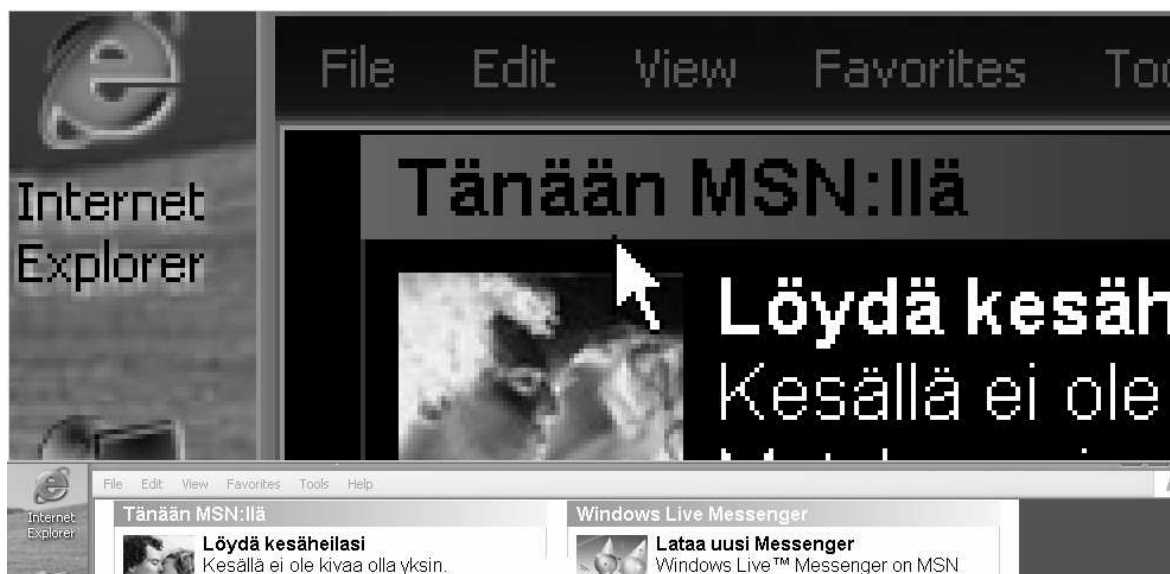 File Edit View Favorites
Internet
Explorer
Tänään MSN:llä
Löydä
Kesällä ei ole
File Edit View Favorites Tools Help
Internet
Explorer
Tänään MSN:llä
Löydä kesäheilasi
Kesällä ei ole kivaa olla yksin.
Windows Live Messenger
Lataa uusi Messenger
Windows Live™ Messenger on MSN